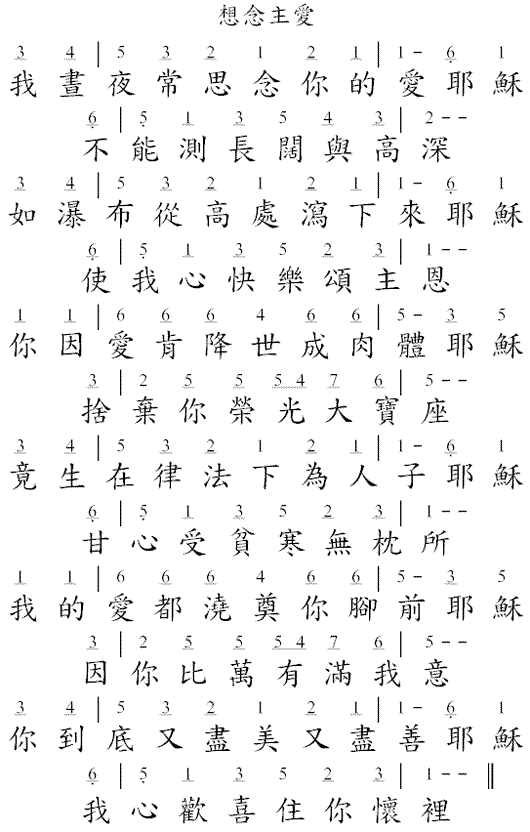 想念主愛
3 4 | 5 3 2 1 2 1 | 1 - 6 1
我晝夜常思念你的愛耶穌
6 | 5 1 3 5 4 3 | 2 - -
不能測長闊與高深
3 4 | 5 3 2 1 2 1 | 1 - 6 1
如瀑布從高處瀉下來耶穌
6 | 5 1 3 5 2 3 | 1 - -
使我心快樂頌主恩
1 1 | 6 6 6 4 6 6 | 5 - 3 5
你因愛肯降世成肉體耶穌
3 | 2 5 5 5 4 7 6 | 5 - -
捨棄你榮光大寶座
3 4 | 5 3 2 1 2 1 | 1 - 6 1
竟生在律法下為人子耶穌
6 | 5 1 3 5 2 3 | 1 - -
甘心受貧寒無枕所
1 1 | 6 6 6 4 6 6 | 5 - 3 5
我的愛都澆奠你腳前耶穌
3 | 2 5 5 5 4 7 6 | 5 - -
因你比萬有滿我意
3 4 | 5 3 2 1 2 1 | 1 - 6 1
你到底又盡美又盡善耶穌
6 | 5 1 3 5 2 3 | 1 - - ‖
我心歡喜住你懷裡